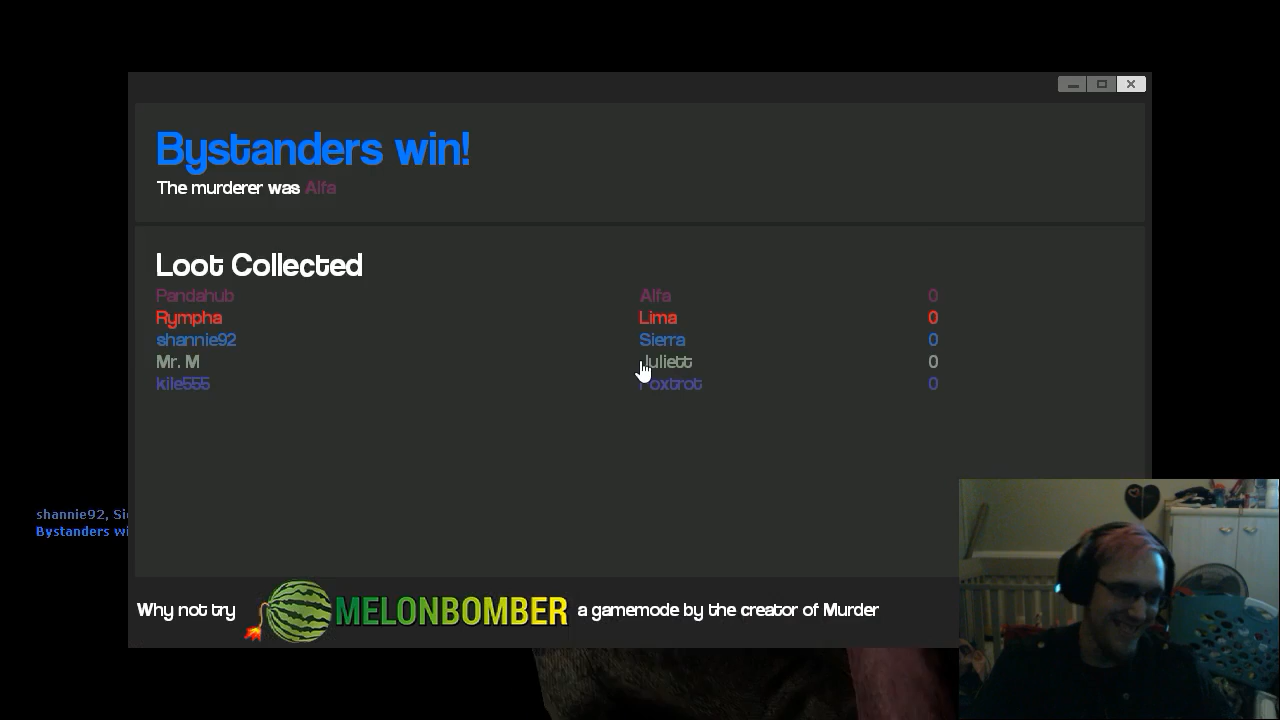 Bystanders win!
The murderer was Alfa
Loot Collected
Pandahub Alfa 0
Rympha Lima 0
shannie92 Sierra 0
Mr. M Juliett 0
kile555 Foxtrot 0
shannie92, Si
Bystanders wi
Why not try MELONBOMBER a gamemode by the creator of Murder